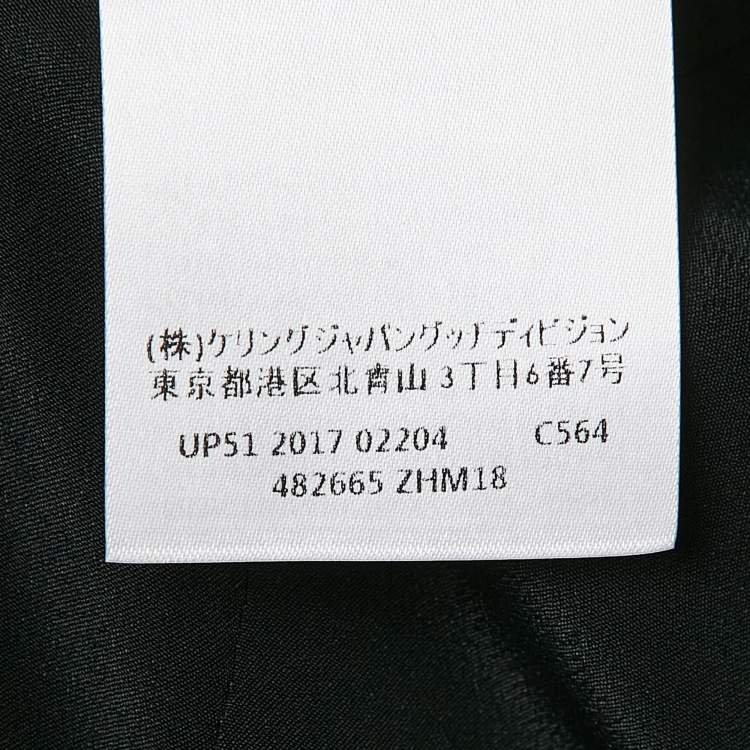 (株)ケリングジャパングッチディビジョン
東京都港区北青山3丁目6番7号
UP51 2017 02204 C564
482665 ZHM18